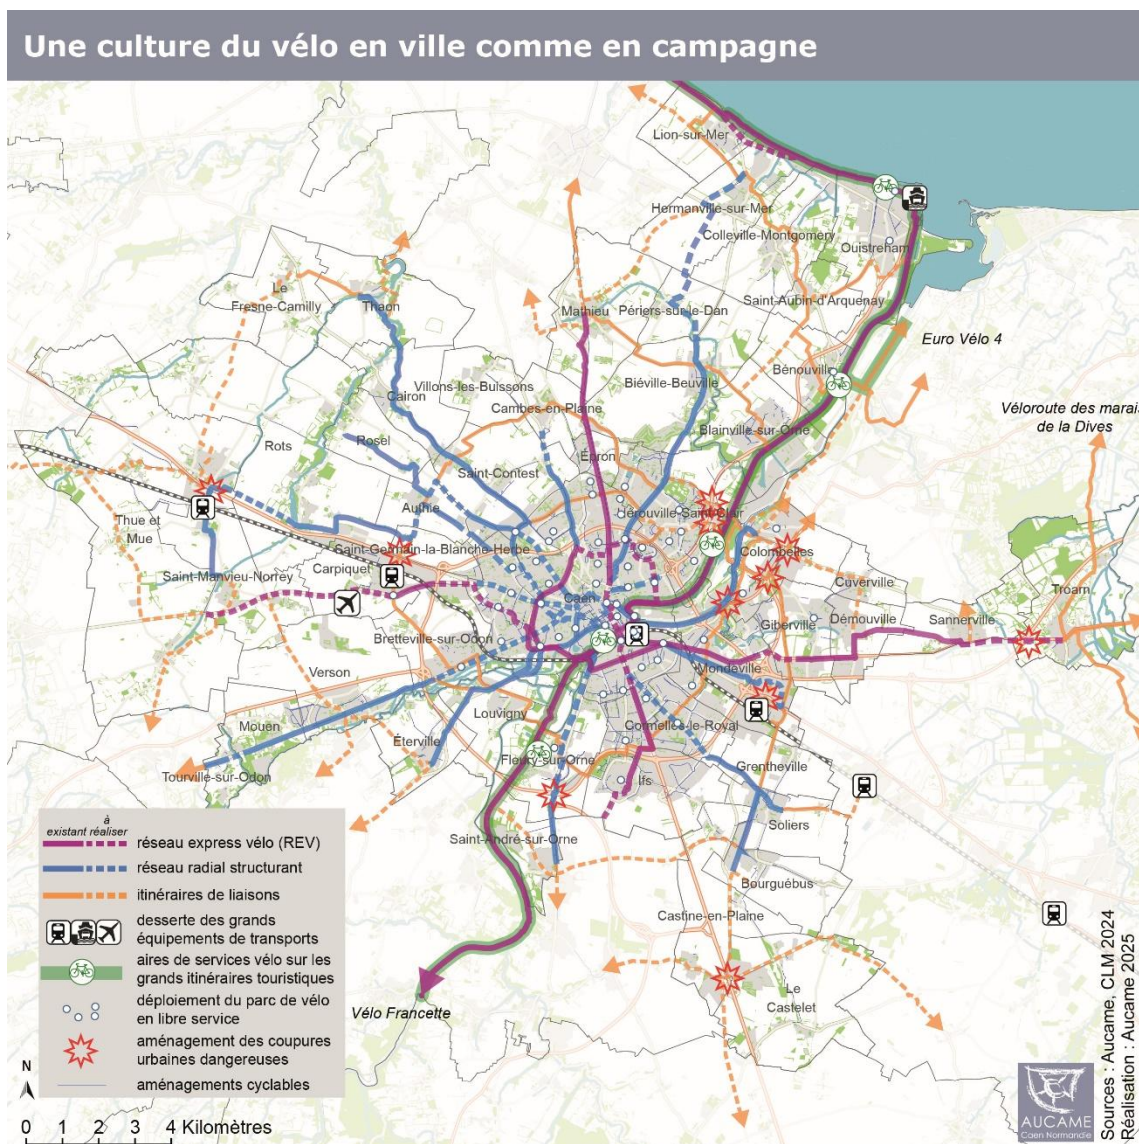 Une culture du vélo en ville comme en campagne
Lion-sur-Mer
Hermanville-sur-Mer
Colleville-Montgomery
Ouistreham
Le
Fresne-Camilly
Thaon
Mathieu
Périers-sur-le-Dan
Saint-Aubin-d'Arquenay
Euro Vélo 4
Bénouville
Villons-les-Buissons
Biéville-Beuville
Cairon
Cambes-en-Plaine
Véloroute des marais
de la Dives
Blainville-sur-Orne
Rots
Rosel
Épron
Saint-Contest
Authie
Hérouville-Saint-Clair
Thue et
Mue
Saint-Germain-la-Blanche-Herbe
Colombelles
Carpiquet
Saint-Manvieu-Norrey
Cuverville
Troarn
Caen
Giberville
Démouville
Sannerville
Bretteville-sur-Odon
Verson
Mondeville
Louvigny
Mouen
Éterville
Cormelles-le-Royal
Fleury-sur-Orne
Grentheville
Tourville-sur-Odon
Ifs
Soliers
Saint-André-sur-Orne
Bourguébus
Castine-en-Plaine
Le
Castelet
Vélo Francette
à
existant réaliser
réseau express vélo (REV)
réseau radial structurant
itinéraires de liaisons
desserte des grands
équipements de transports
aires de services vélo sur les
grands itinéraires touristiques
déploiement du parc de vélo
en libre service
aménagement des coupures
urbaines dangereuses
aménagements cyclables
N
0 1 2 3 4 Kilomètres
AUCAME
Caen Normandie
Sources : Aucame, CLM 2024
Réalisation : Aucame 2025